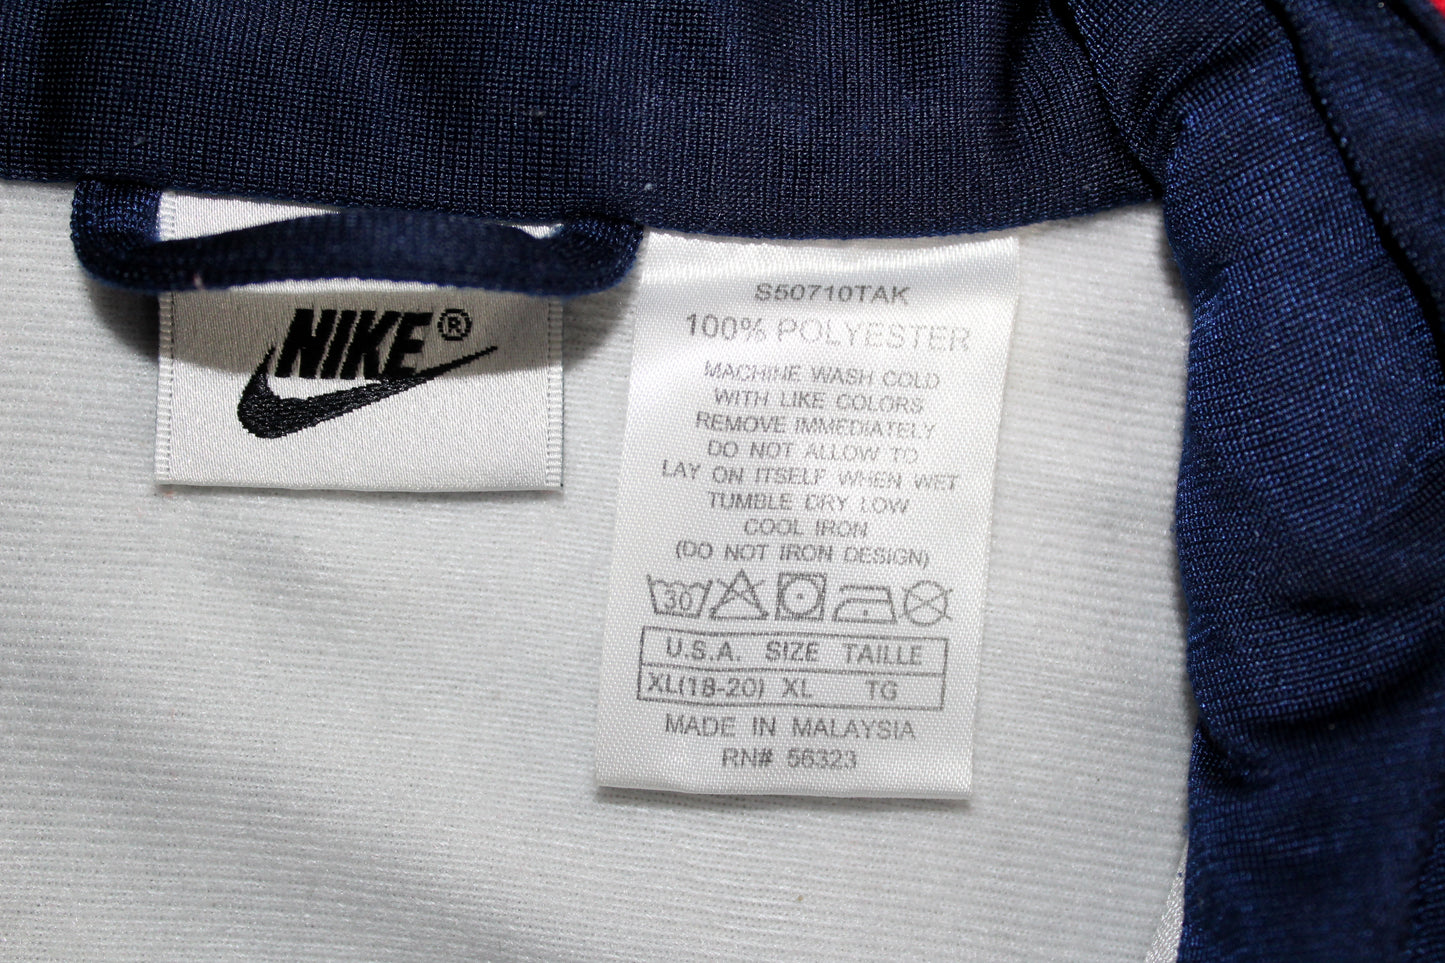 NIKE®
S50710TAK
100% POLYESTER
MACHINE WASH COLD
WITH LIKE COLORS
REMOVE IMMEDIATELY
DO NOT ALLOW TO
LAY ON ITSELF WHEN WET
TUMBLE DRY LOW
COOL IRON
(DO NOT IRON DESIGN)
30
U.S.A. SIZE TAILLE
XL(18-20) XL TG
MADE IN MALAYSIA
RN# 56323